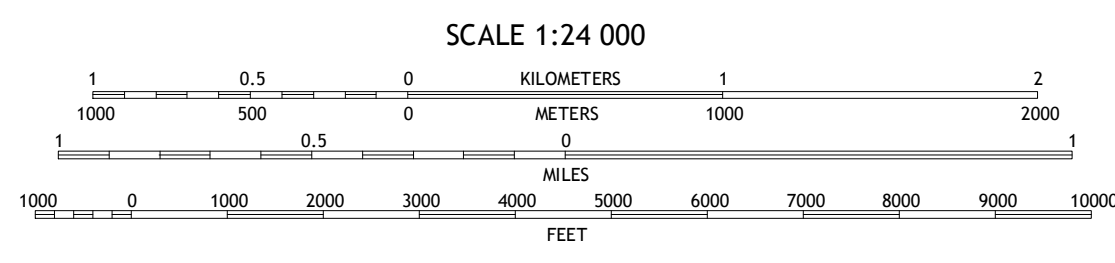 SCALE 1:24 000
1 0.5 0 KILOMETERS 1 2
1000 500 0 METERS 1000 2000
1 0.5 0 1
MILES
1000 0 1000 2000 3000 4000 5000 6000 7000 8000 9000 10000
FEET